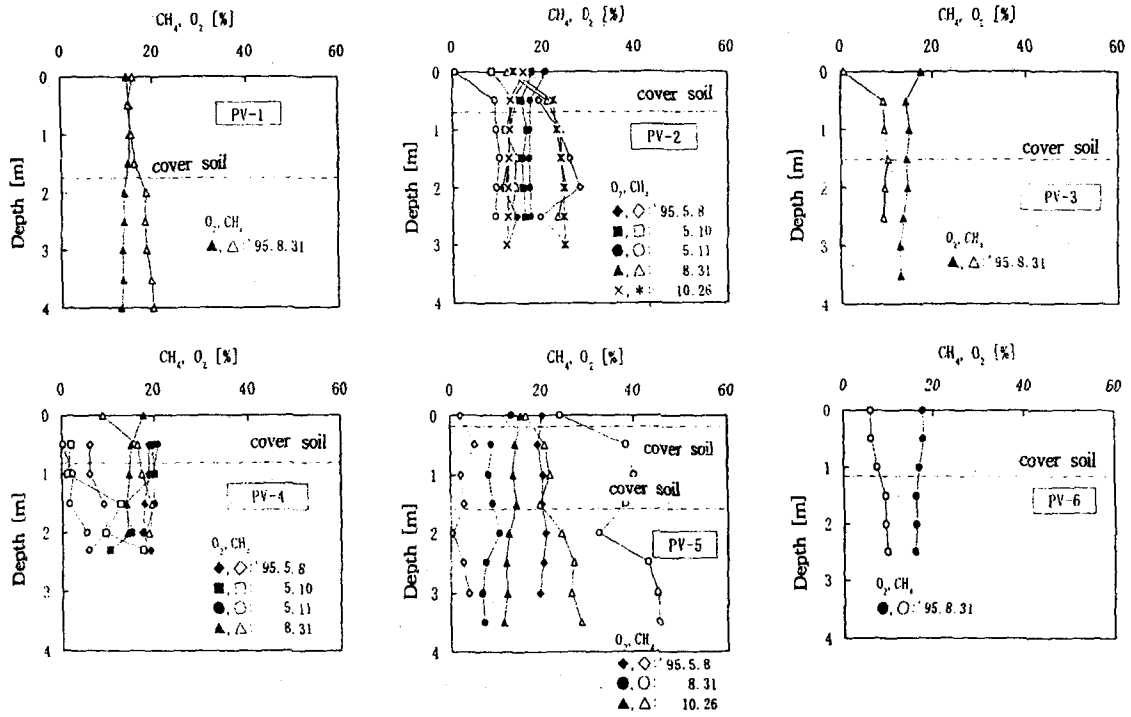 CH₄, O₂ [%]
0 20 40 60
0
1
2
3
4
Depth [m]
PV-1
cover soil
O₂, CH₄
▲, △: '95.8.31
CH₄, O₂ [%]
0 20 40 60
0
1
2
3
4
Depth [m]
cover soil
PV-2
O₂, CH₄
◆, ◇: '95.5.8
■, □: 5.10
●, ○: 5.11
▲, △: 8.31
×, *: 10.26
CH₄, O₂ [%]
0 20 40 60
0
1
2
3
4
Depth [m]
cover soil
PV-3
O₂, CH₄
▲, △: '95.8.31
CH₄, O₂ [%]
0 20 40 60
0
1
2
3
4
Depth [m]
cover soil
PV-4
O₂, CH₄
◆, ◇: '95.5.8
■, □: 5.10
●, ○: 5.11
▲, △: 8.31
CH₄, O₂ [%]
0 20 40 60
0
1
2
3
4
Depth [m]
cover soil
cover soil
PV-5
O₂, CH₄
◆, ◇: '95.5.8
●, ○: 8.31
▲, △: 10.26
CH₄, O₂ [%]
0 20 40 60
0
1
2
3
4
Depth [m]
cover soil
PV-6
O₂, CH₄
●, ○: '95.8.31